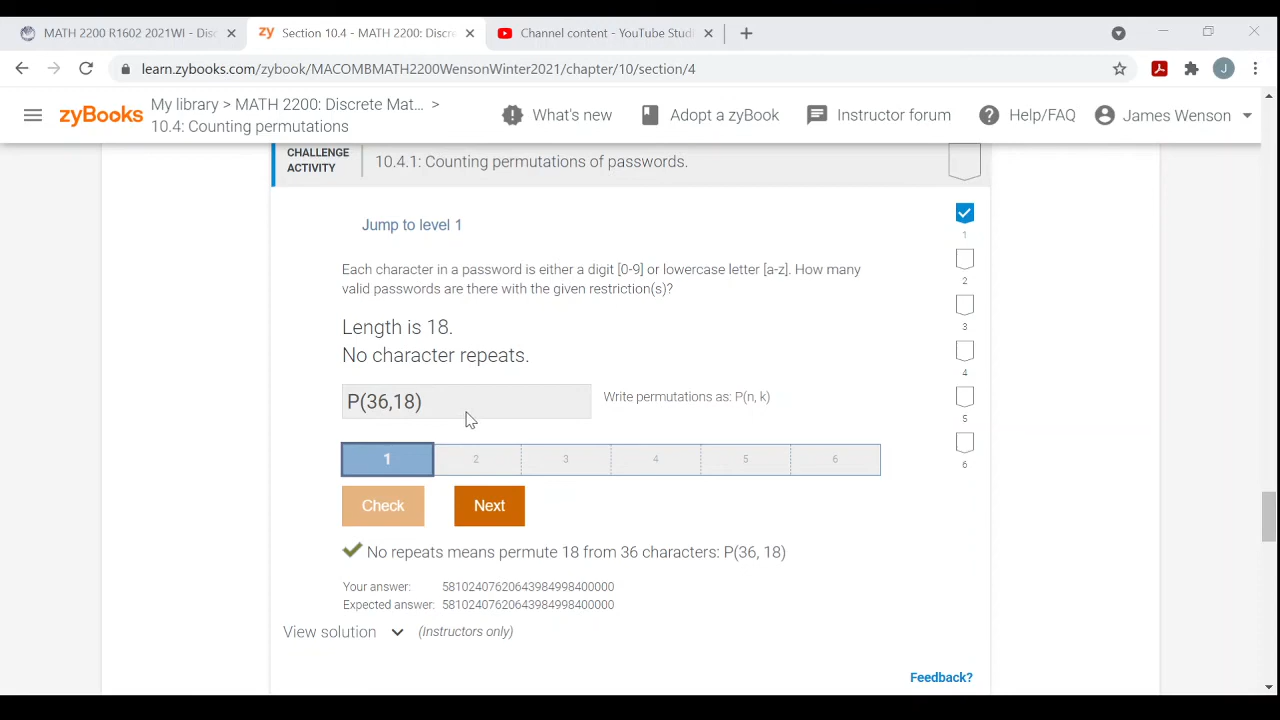 MATH 2200 R1602 2021WI - Disc
zy Section 10.4 - MATH 2200: Discre
Channel content - YouTube Studi
learn.zybooks.com/zybook/MACOMBMATH2200WensonWinter2021/chapter/10/section/4
J
zyBooks
My library > MATH 2200: Discrete Mat... >
10.4: Counting permutations
What's new
Adopt a zyBook
Instructor forum
Help/FAQ
James Wenson
CHALLENGE
ACTIVITY
10.4.1: Counting permutations of passwords.
Jump to level 1
1
2
3
4
5
6
Each character in a password is either a digit [0-9] or lowercase letter [a-z]. How many
valid passwords are there with the given restriction(s)?
Length is 18.
No character repeats.
P(36,18)
Write permutations as: P(n, k)
1 2 3 4 5 6
Check Next
No repeats means permute 18 from 36 characters: P(36, 18)
Your answer: 58102407620643984998400000
Expected answer: 58102407620643984998400000
View solution (Instructors only)
Feedback?